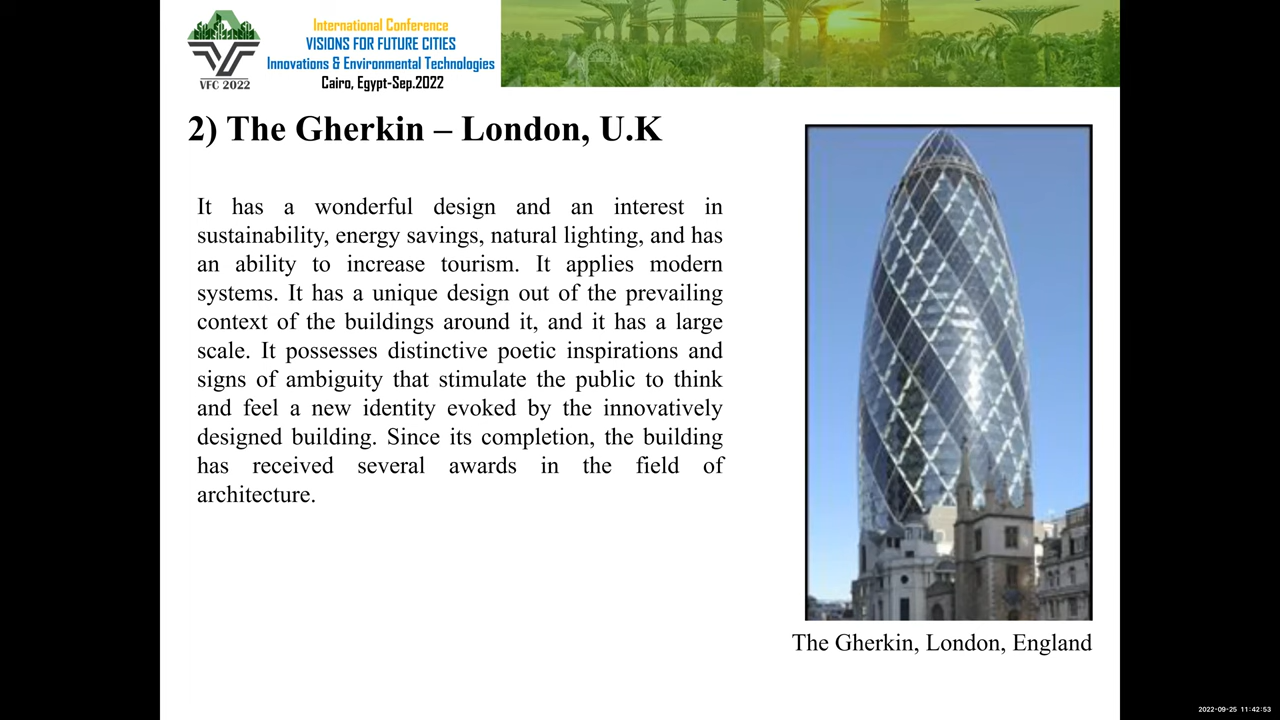 International Conference
VISIONS FOR FUTURE CITIES
Innovations & Environmental Technologies
Cairo, Egypt-Sep.2022
VFC 2022
2) The Gherkin – London, U.K
It has a wonderful design and an interest in
sustainability, energy savings, natural lighting, and has
an ability to increase tourism. It applies modern
systems. It has a unique design out of the prevailing
context of the buildings around it, and it has a large
scale. It possesses distinctive poetic inspirations and
signs of ambiguity that stimulate the public to think
and feel a new identity evoked by the innovatively
designed building. Since its completion, the building
has received several awards in the field of
architecture.
The Gherkin, London, England
2022-09-25 11:42:53